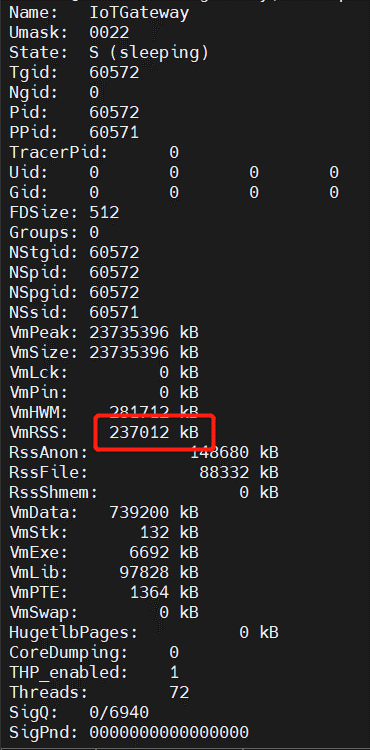 Name: IoTGateway
Umask: 0022
State: S (sleeping)
Tgid: 60572
Ngid: 0
Pid: 60572
PPid: 60571
TracerPid: 0
Uid: 0 0 0 0
Gid: 0 0 0 0
FDSize: 512
Groups: 0
NStgid: 60572
NSpid: 60572
NSpgid: 60572
NSsid: 60571
VmPeak: 23735396 kB
VmSize: 23735396 kB
VmLck: 0 kB
VmPin: 0 kB
VmHWM: 281712 kB
VmRSS: 237012 kB
RssAnon: 148680 kB
RssFile: 88332 kB
RssShmem: 0 kB
VmData: 739200 kB
VmStk: 132 kB
VmExe: 6692 kB
VmLib: 97828 kB
VmPTE: 1364 kB
VmSwap: 0 kB
HugetlbPages: 0 kB
CoreDumping: 0
THP_enabled: 1
Threads: 72
SigQ: 0/6940
SigPnd: 0000000000000000